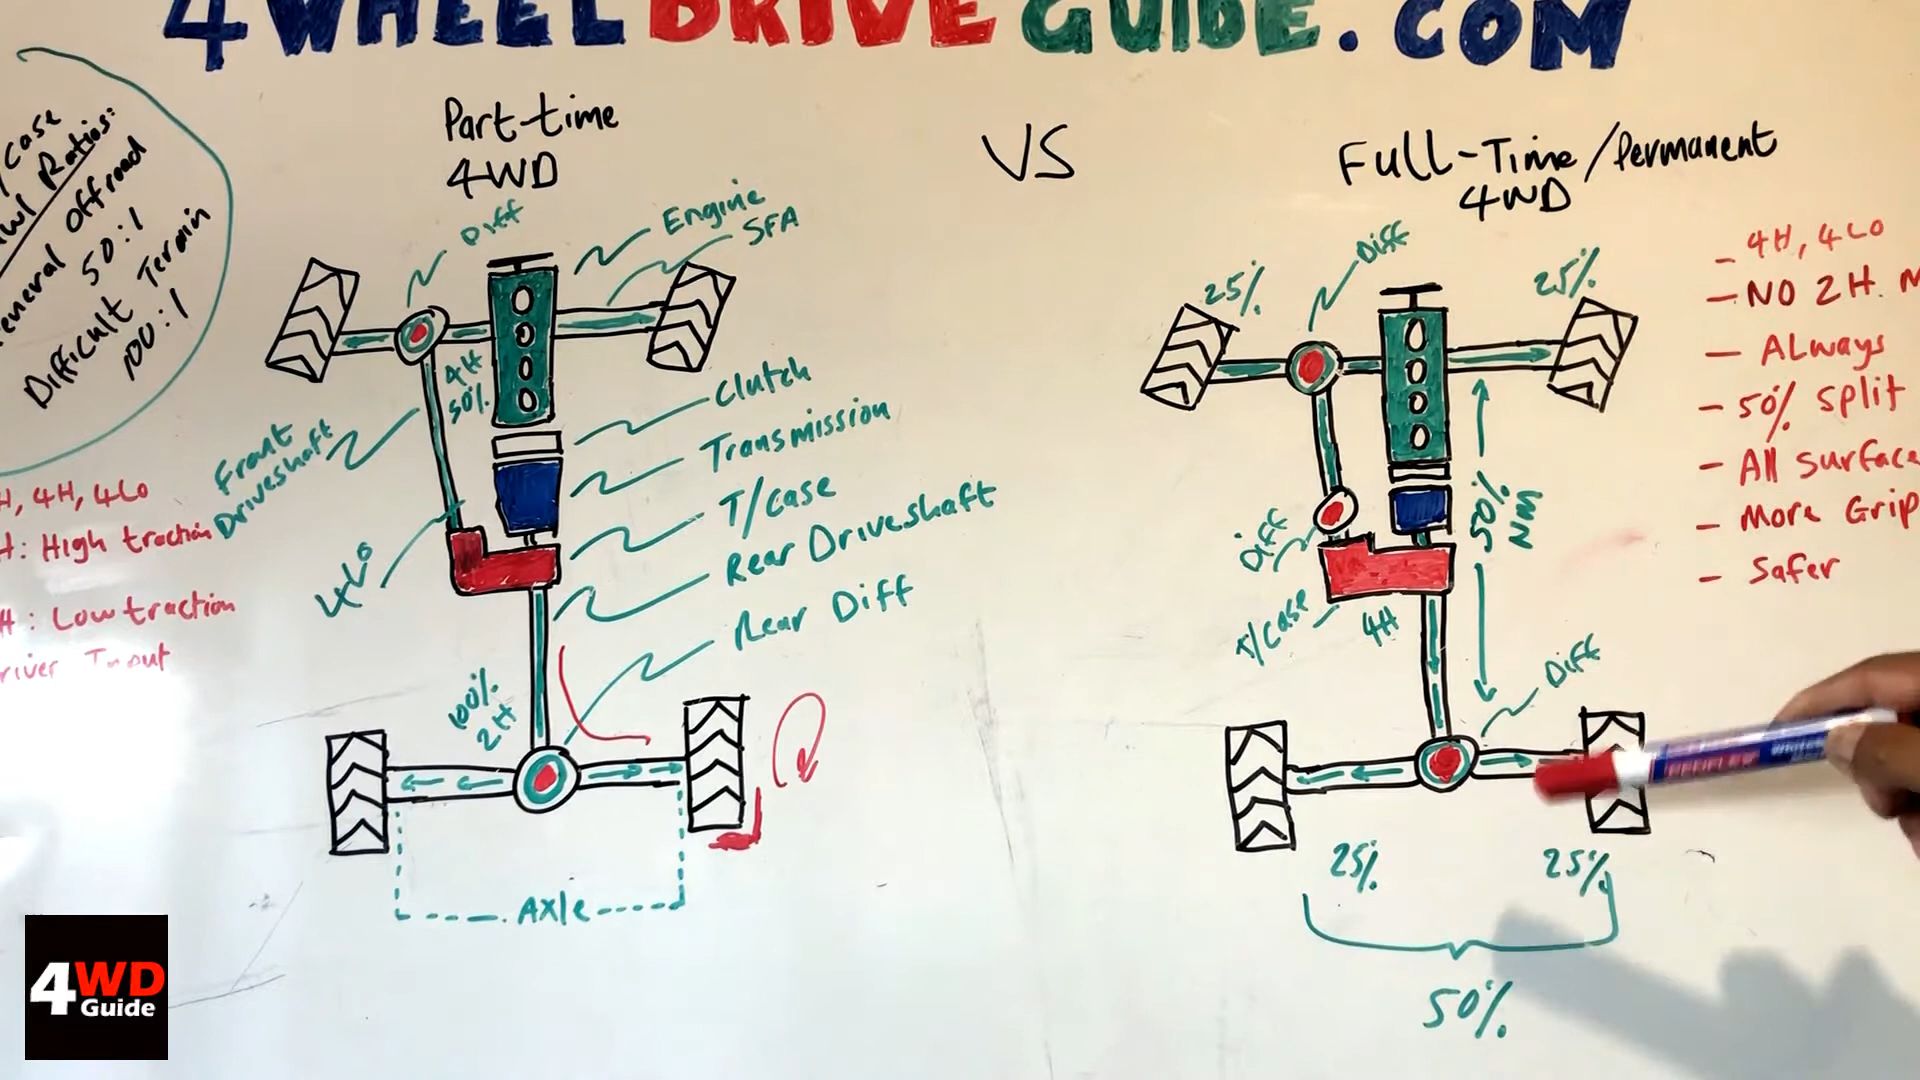 4WHEELDRIVEGUIDE.COM
Part-time
4WD
VS
Full-Time/Permanent
4WD
case
Ratios:
Offroad
50:1
Difficult Terain
100:1
H, 4H, 4Lo
H: High traction
H: Low traction
Diff
Engine
SFA
4H
50%
Clutch
Transmission
T/case
Rear Driveshaft
Rear Diff
Front
Driveshaft
4Lo
100%
2H
Axle
25%
Diff
25%
Diff
T/Case
4H
50%
NM
Diff
25%
25%
50%
- 4H, 4Lo
- NO 2H.
- ALways
- 50% split
- All
- More Grip
- Safer
4WD
Guide